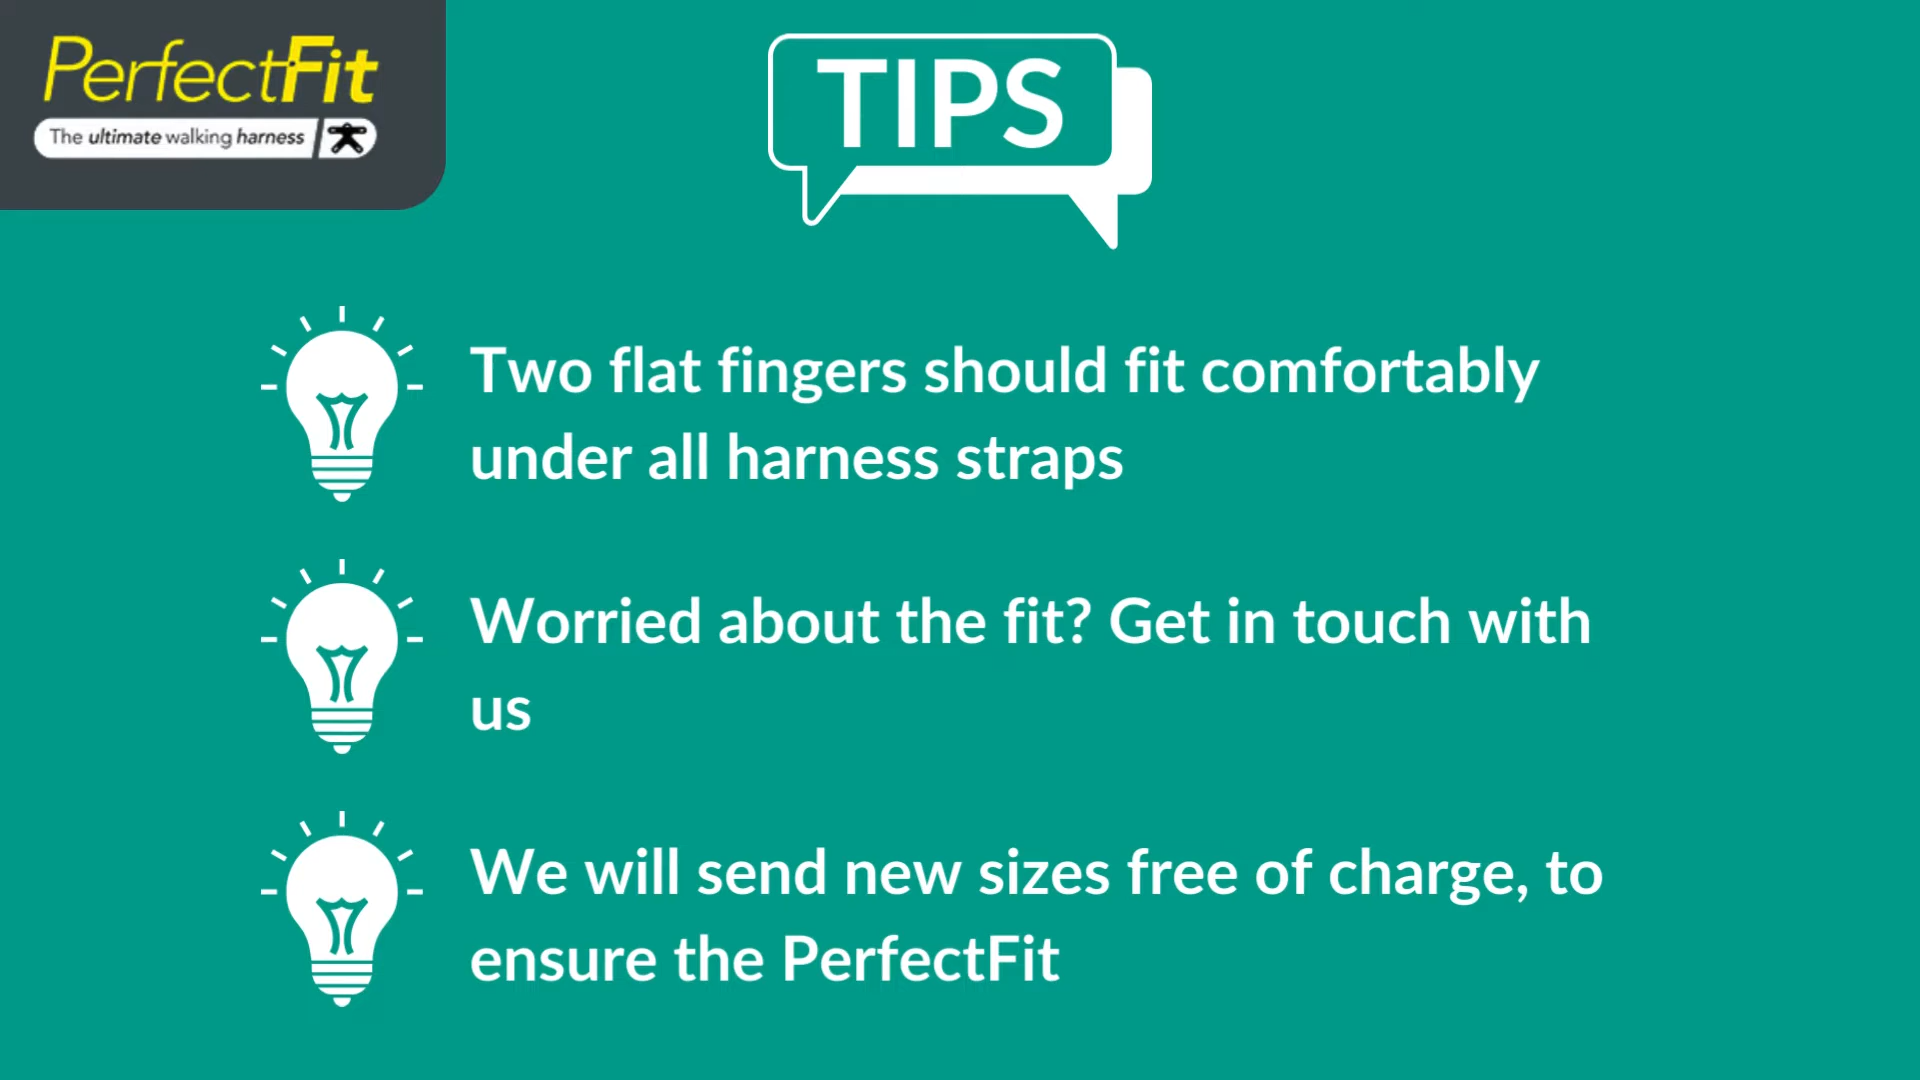 PerfectFit
The ultimate walking harness
TIPS
Two flat fingers should fit comfortably
under all harness straps
Worried about the fit? Get in touch with
us
We will send new sizes free of charge, to
ensure the PerfectFit